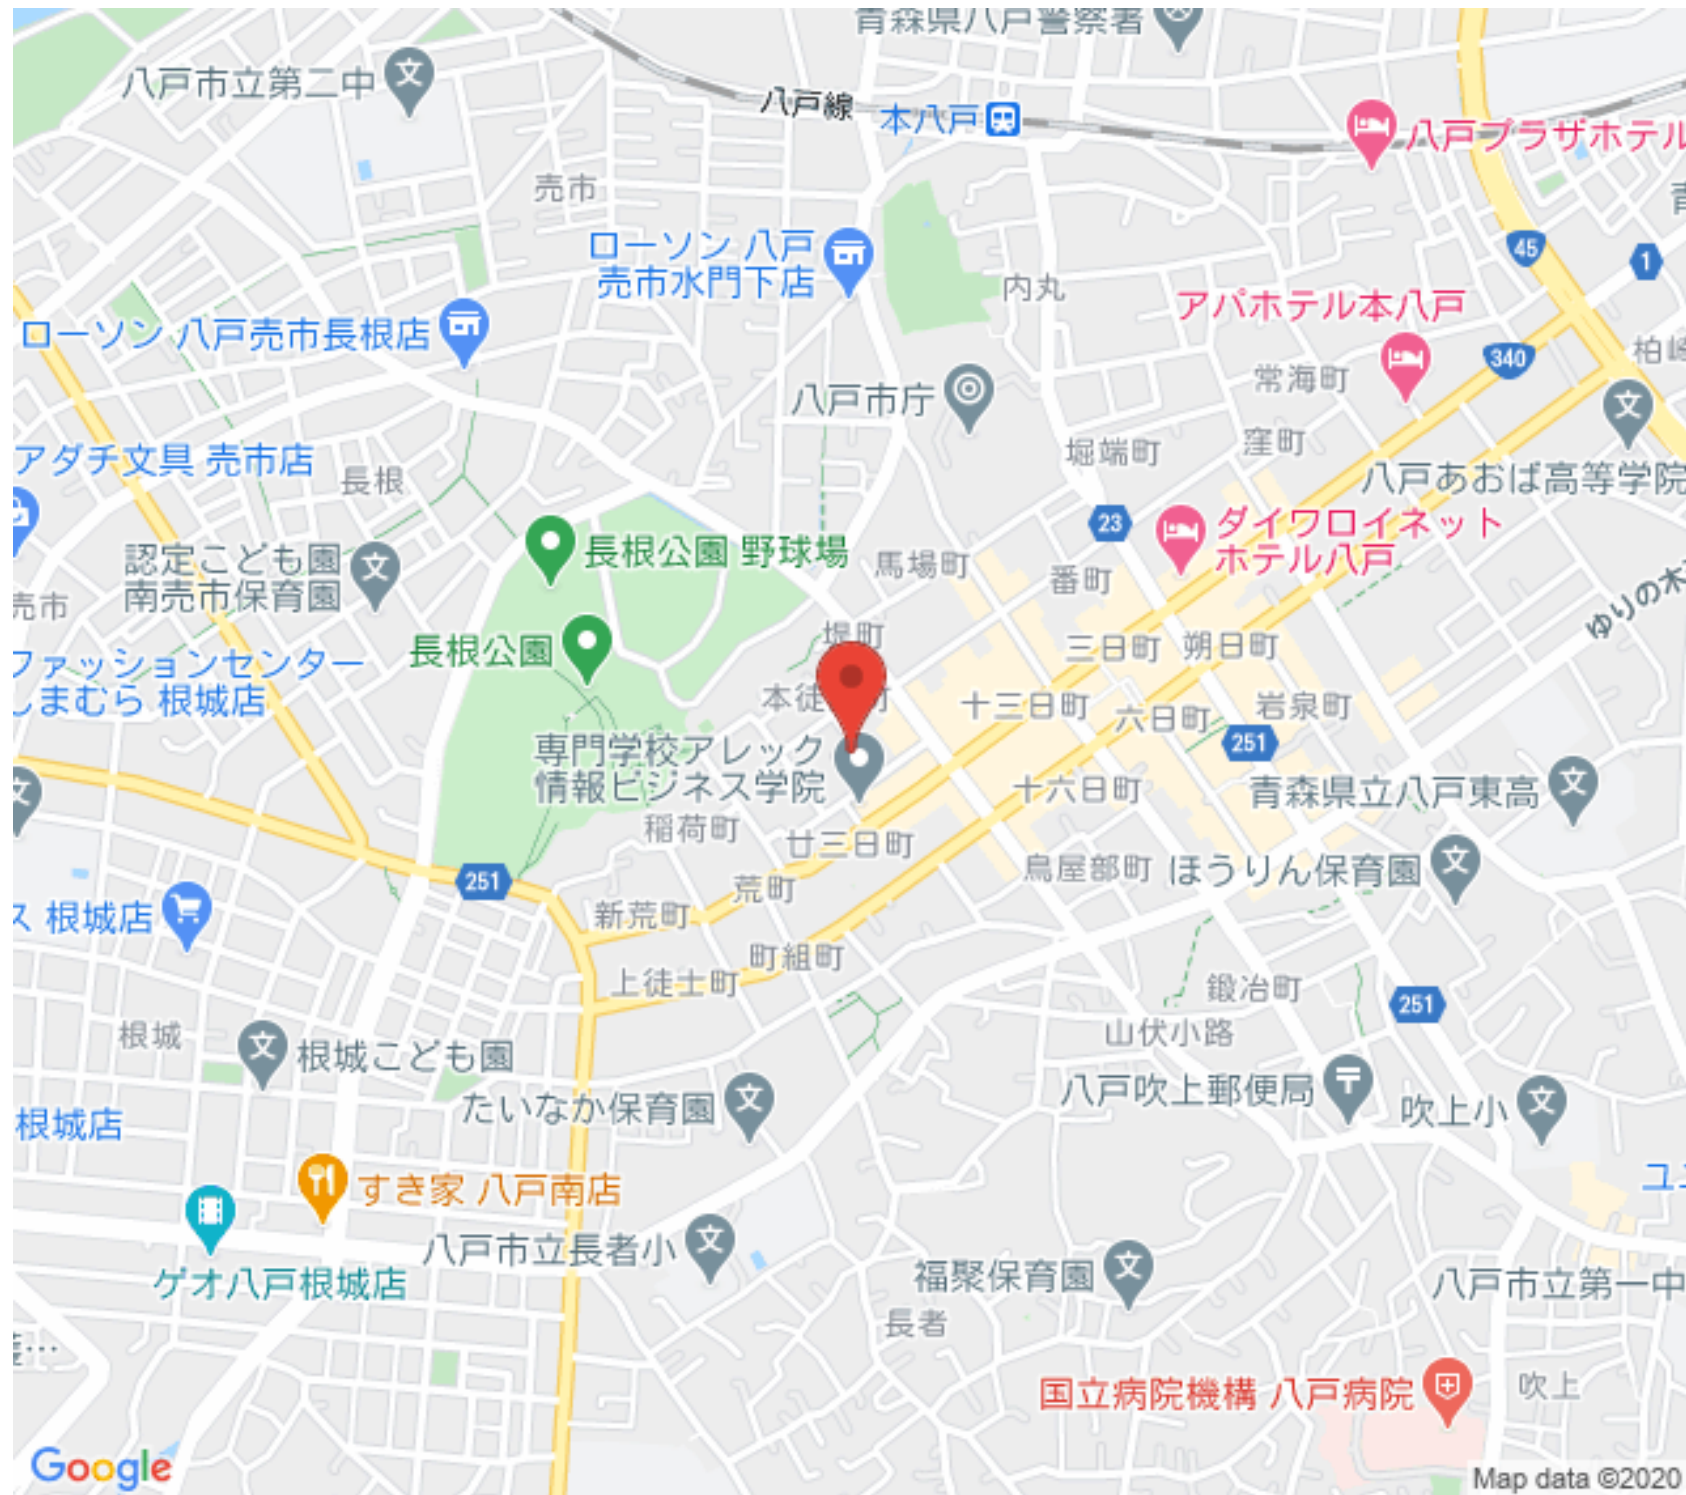 青森県八戸警察署
八戸市立第二中
八戸線
本八戸
八戸プラザホテル
売市
45
1
ローソン 八戸
売市水門下店
内丸
アパホテル本八戸
ローソン 八戸売市長根店
340
常海町
八戸市庁
窪町
堀端町
アダチ文具 売市店
長根
八戸あおば高等学院
23
ダイワロイネット
ホテル八戸
長根公園 野球場
馬場町
番町
認定こども園
南売市保育園
売市
堤町
三日町
朔日町
長根公園
ファッションセンター
しまむら 根城店
十三日町
六日町
岩泉町
251
専門学校アレック
情報ビジネス学院
十六日町
青森県立八戸東高
稲荷町
廿三日町
鳥屋部町
ほうりん保育園
251
荒町
新荒町
根城店
町組町
上徒士町
鍛冶町
251
根城
山伏小路
根城こども園
八戸吹上郵便局
たいなか保育園
吹上小
根城店
すき家 八戸南店
八戸市立長者小
福聚保育園
ゲオ八戸根城店
八戸市立第一中
長者
国立病院機構 八戸病院
吹上
Google
Map data ©2020